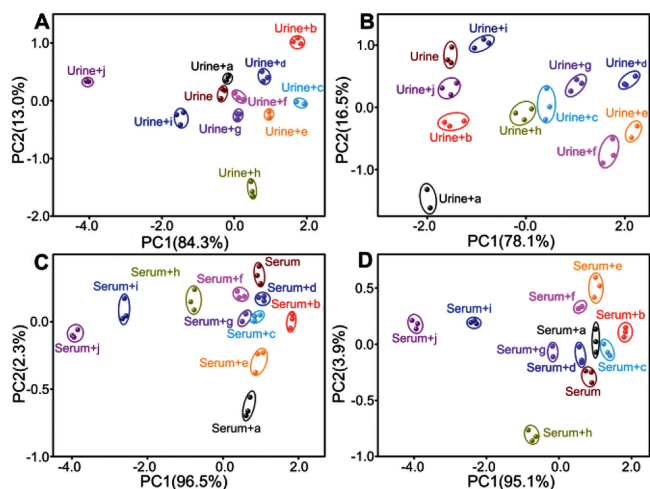 A
Urine+b
Urine+a
Urine+d
Urine+j
Urine
Urine+c
Urine+f
Urine+i
Urine+g
Urine+e
Urine+h
1.0
0.0
-1.0
-2.0
PC2(13.0%)
-4.0 -2.0 0.0 2.0
PC1(84.3%)
B
Urine+i
Urine
Urine+g
Urine+d
Urine+j
Urine+c
Urine+e
Urine+b
Urine+h
Urine+f
Urine+a
1.0
0.0
-1.0
PC2(16.5%)
-2.0 0.0 2.0
PC1(78.1%)
C
Serum
Serum+h
Serum+f
Serum+i
Serum+d
Serum+b
Serum+g
Serum+c
Serum+j
Serum+e
Serum+a
0.5
0.0
-0.5
-1.0
PC2(2.3%)
-4.0 -2.0 0.0 2.0
PC1(96.5%)
D
Serum+e
Serum+f
Serum+i
Serum+b
Serum+a
Serum+j
Serum+g
Serum+c
Serum+d
Serum
Serum+h
0.5
0.0
-0.5
-1.0
PC2(3.9%)
-4.0 -2.0 0.0 2.0
PC1(95.1%)